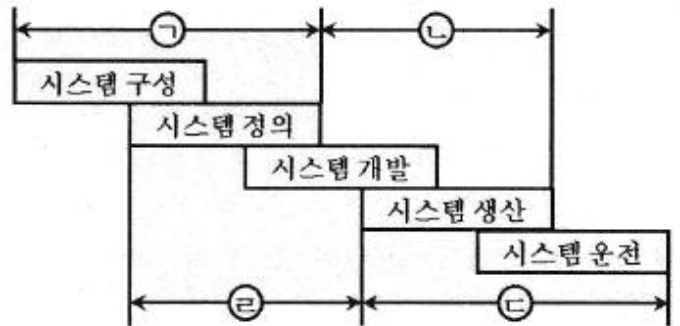 ㉠ ㉡
시스템 구성
시스템 정의
시스템 개발
시스템 생산
시스템 운전
㉣ ㉢